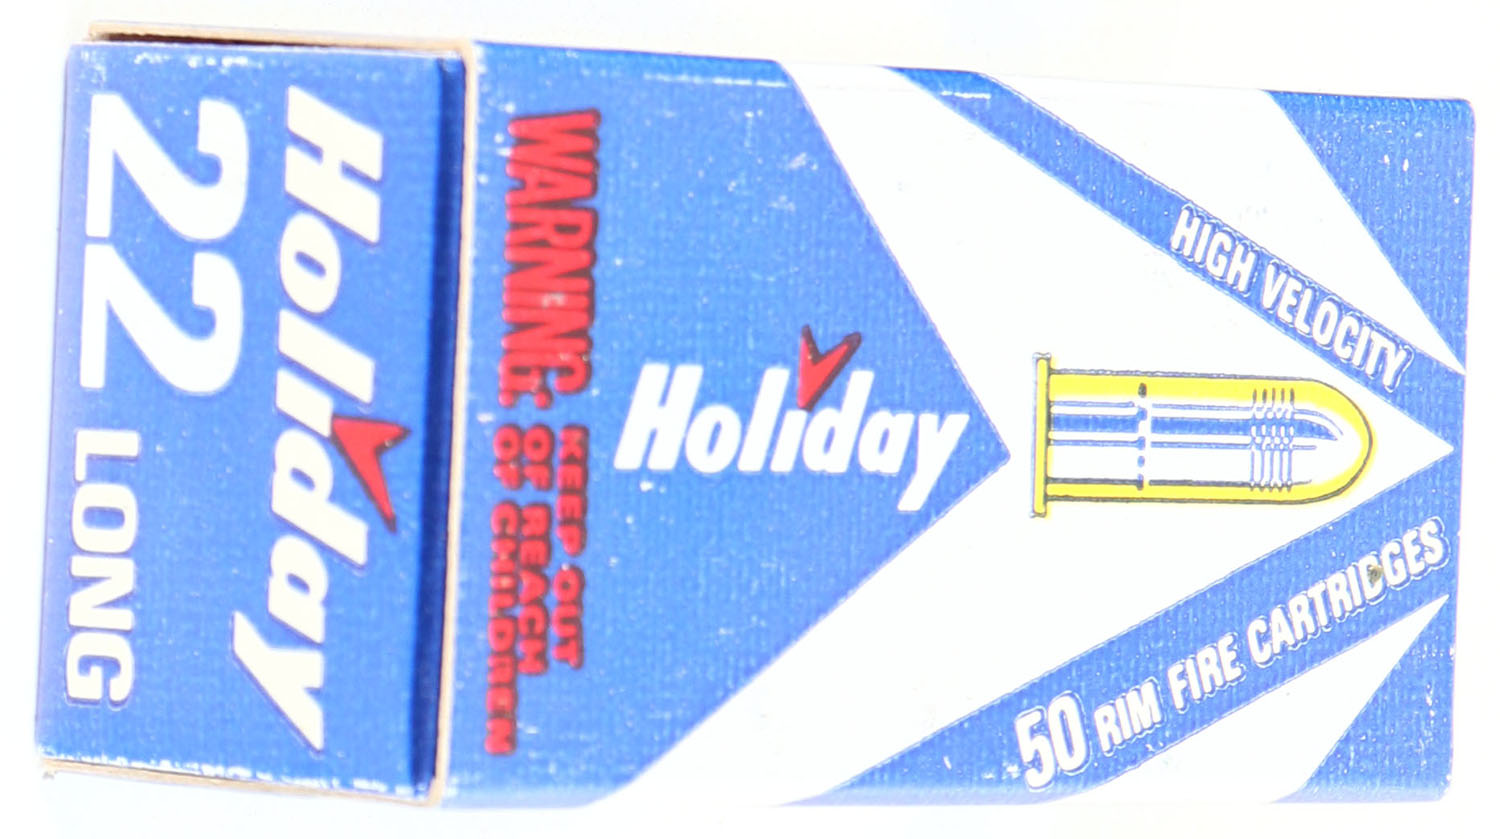 Holiday
22 LONG
WARNING: KEEP OUT
OF REACH
OF CHILDREN
Holiday
HIGH VELOCITY
50 RIM FIRE CARTRIDGES